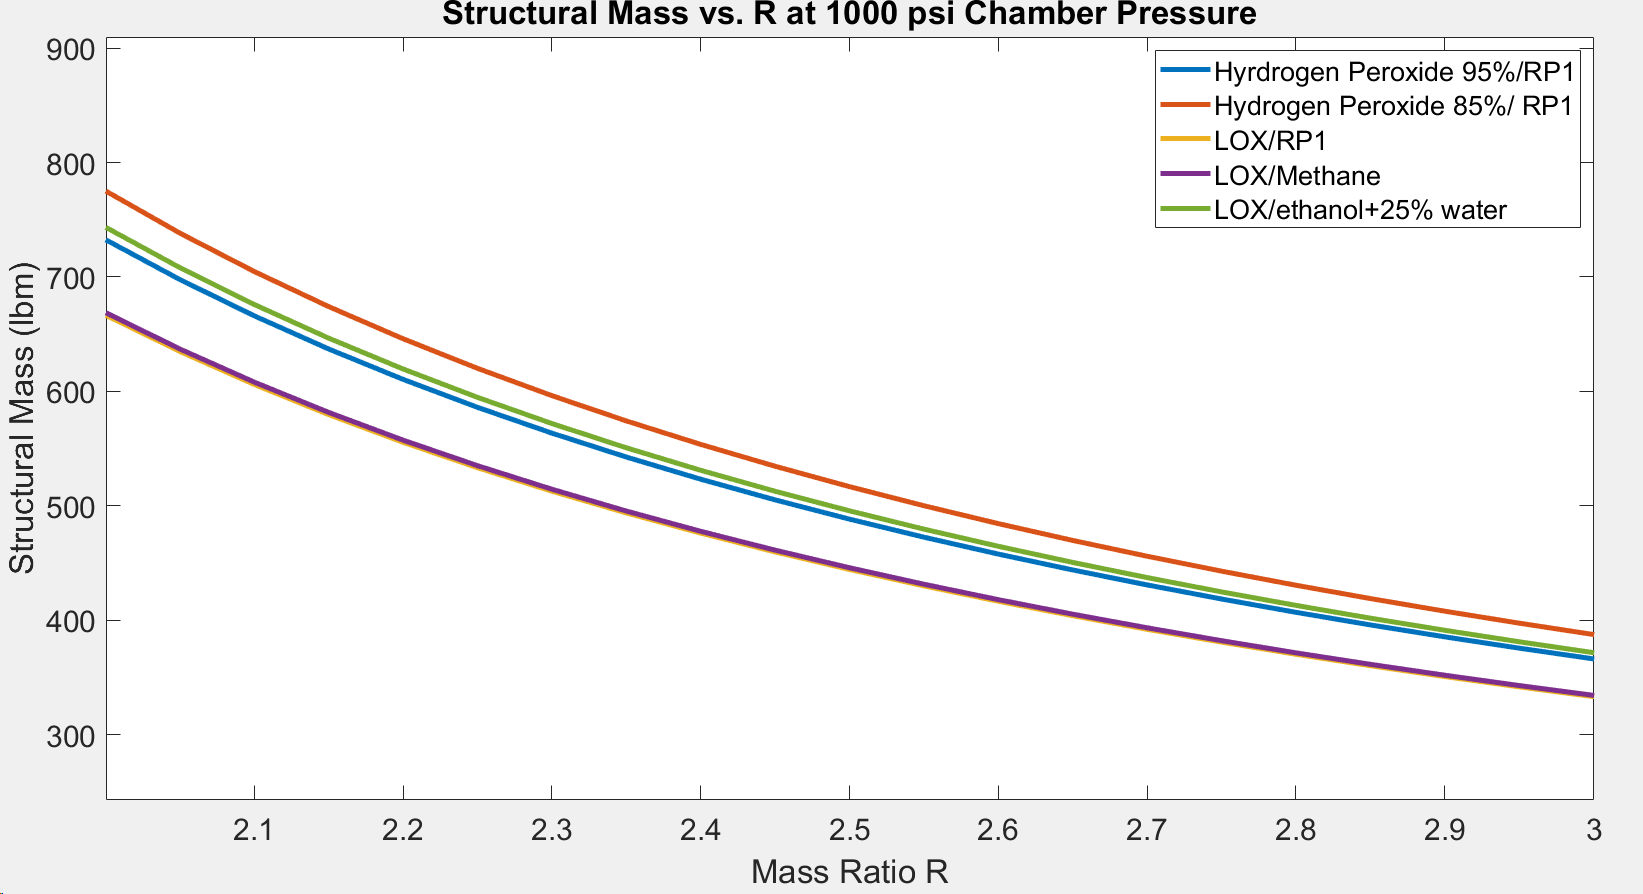 Structural Mass vs. R at 1000 psi Chamber Pressure
900
800
700
600
500
400
300
Structural Mass (lbm)
Hyrdrogen Peroxide 95%/RP1
Hydrogen Peroxide 85%/ RP1
LOX/RP1
LOX/Methane
LOX/ethanol+25% water
2.1 2.2 2.3 2.4 2.5 2.6 2.7 2.8 2.9 3
Mass Ratio R